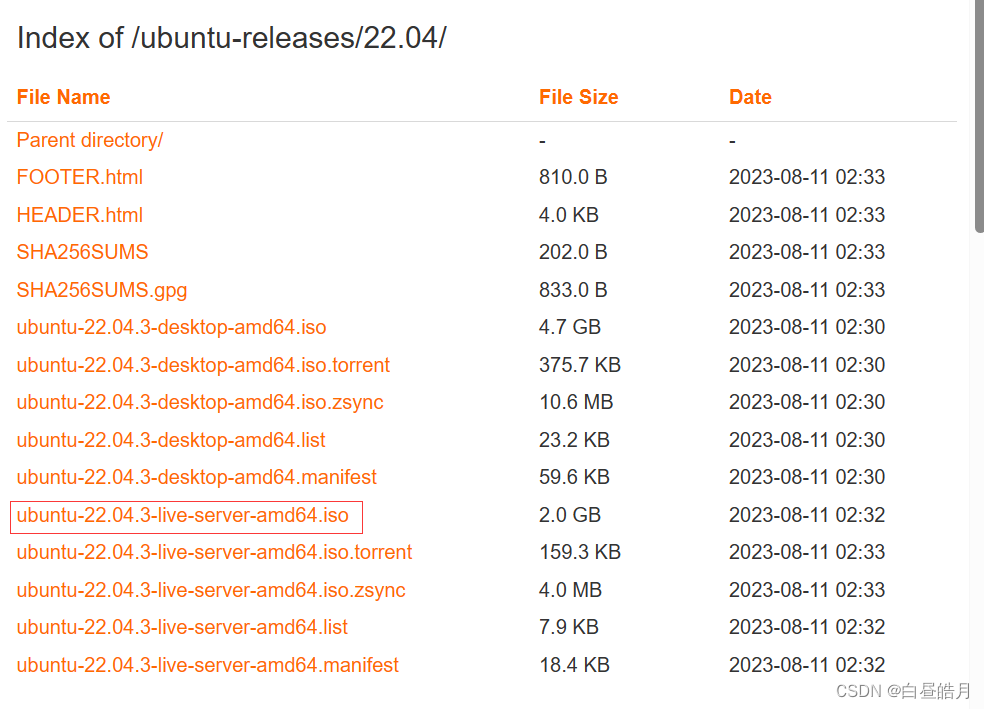 Index of /ubuntu-releases/22.04/
File Name File Size Date
Parent directory/ - -
FOOTER.html 810.0 B 2023-08-11 02:33
HEADER.html 4.0 KB 2023-08-11 02:33
SHA256SUMS 202.0 B 2023-08-11 02:33
SHA256SUMS.gpg 833.0 B 2023-08-11 02:33
ubuntu-22.04.3-desktop-amd64.iso 4.7 GB 2023-08-11 02:30
ubuntu-22.04.3-desktop-amd64.iso.torrent 375.7 KB 2023-08-11 02:30
ubuntu-22.04.3-desktop-amd64.iso.zsync 10.6 MB 2023-08-11 02:30
ubuntu-22.04.3-desktop-amd64.list 23.2 KB 2023-08-11 02:30
ubuntu-22.04.3-desktop-amd64.manifest 59.6 KB 2023-08-11 02:30
ubuntu-22.04.3-live-server-amd64.iso 2.0 GB 2023-08-11 02:32
ubuntu-22.04.3-live-server-amd64.iso.torrent 159.3 KB 2023-08-11 02:33
ubuntu-22.04.3-live-server-amd64.iso.zsync 4.0 MB 2023-08-11 02:33
ubuntu-22.04.3-live-server-amd64.list 7.9 KB 2023-08-11 02:32
ubuntu-22.04.3-live-server-amd64.manifest 18.4 KB 2023-08-11 02:32
CSDN @白昼皓月